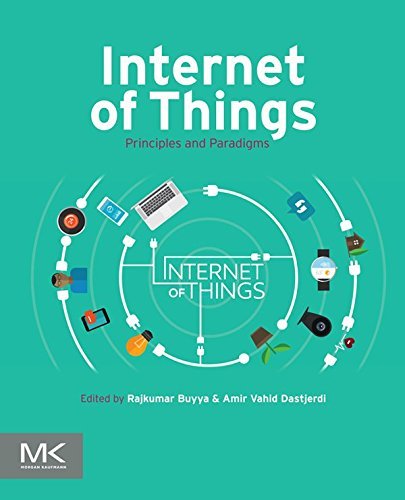 Internet
of Things
Principles and Paradigms
INTERNET
OF THINGS
Edited by Rajkumar Buyya & Amir Vahid Dastjerdi
MK
MORGAN KAUFMANN